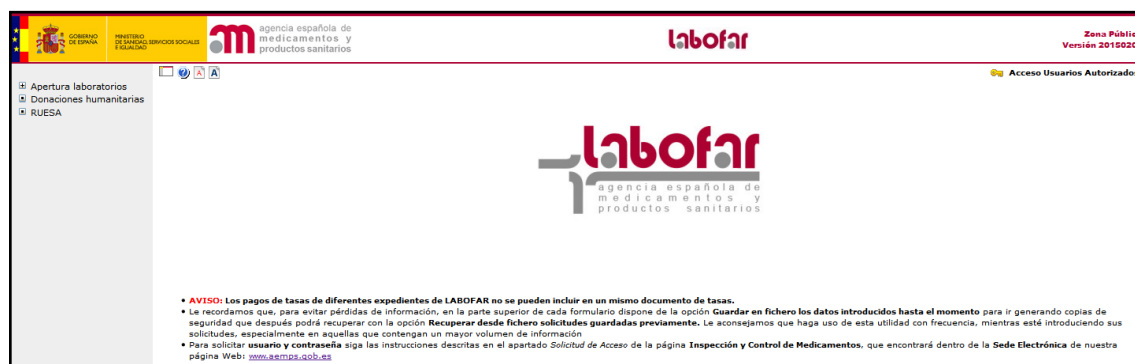 GOBIERNO
DE ESPAÑA
MINISTERIO
DE SANIDAD, SERVICIOS SOCIALES
E IGUALDAD
agencia española de
medicamentos y
productos sanitarios
labofar
Zona Públic
Versión 2015020
Acceso Usuarios Autorizados
Apertura laboratorios
Donaciones humanitarias
RUESA
labofar
agencia española de
medicamentos y
productos sanitarios
• AVISO: Los pagos de tasas de diferentes expedientes de LABOFAR no se pueden incluir en un mismo documento de tasas.
• Le recordamos que, para evitar pérdidas de información, en la parte superior de cada formulario dispone de la opción Guardar en fichero los datos introducidos hasta el momento para ir generando copias de
seguridad que después podrá recuperar con la opción Recuperar desde fichero solicitudes guardadas previamente. Le aconsejamos que haga uso de esta utilidad con frecuencia, mientras esté introduciendo sus
solicitudes, especialmente en aquellas que contengan un mayor volumen de información
• Para solicitar usuario y contraseña siga las instrucciones descritas en el apartado Solicitud de Acceso de la página Inspección y Control de Medicamentos, que encontrará dentro de la Sede Electrónica de nuestra
página Web: www.aemps.gob.es